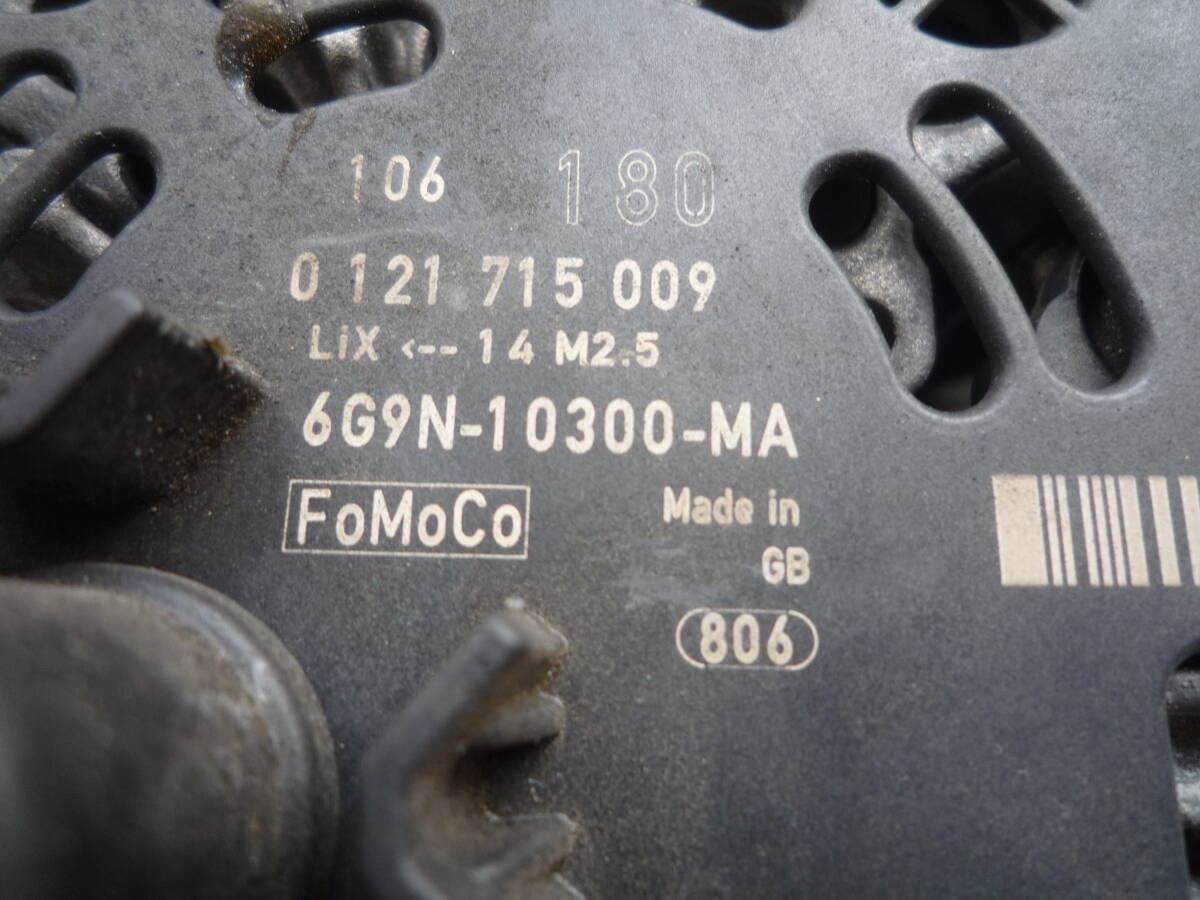 106 180
0 121 715 009
LiX <-- 14 M2.5
6G9N-10300-MA
FoMoCo
Made in
GB
806